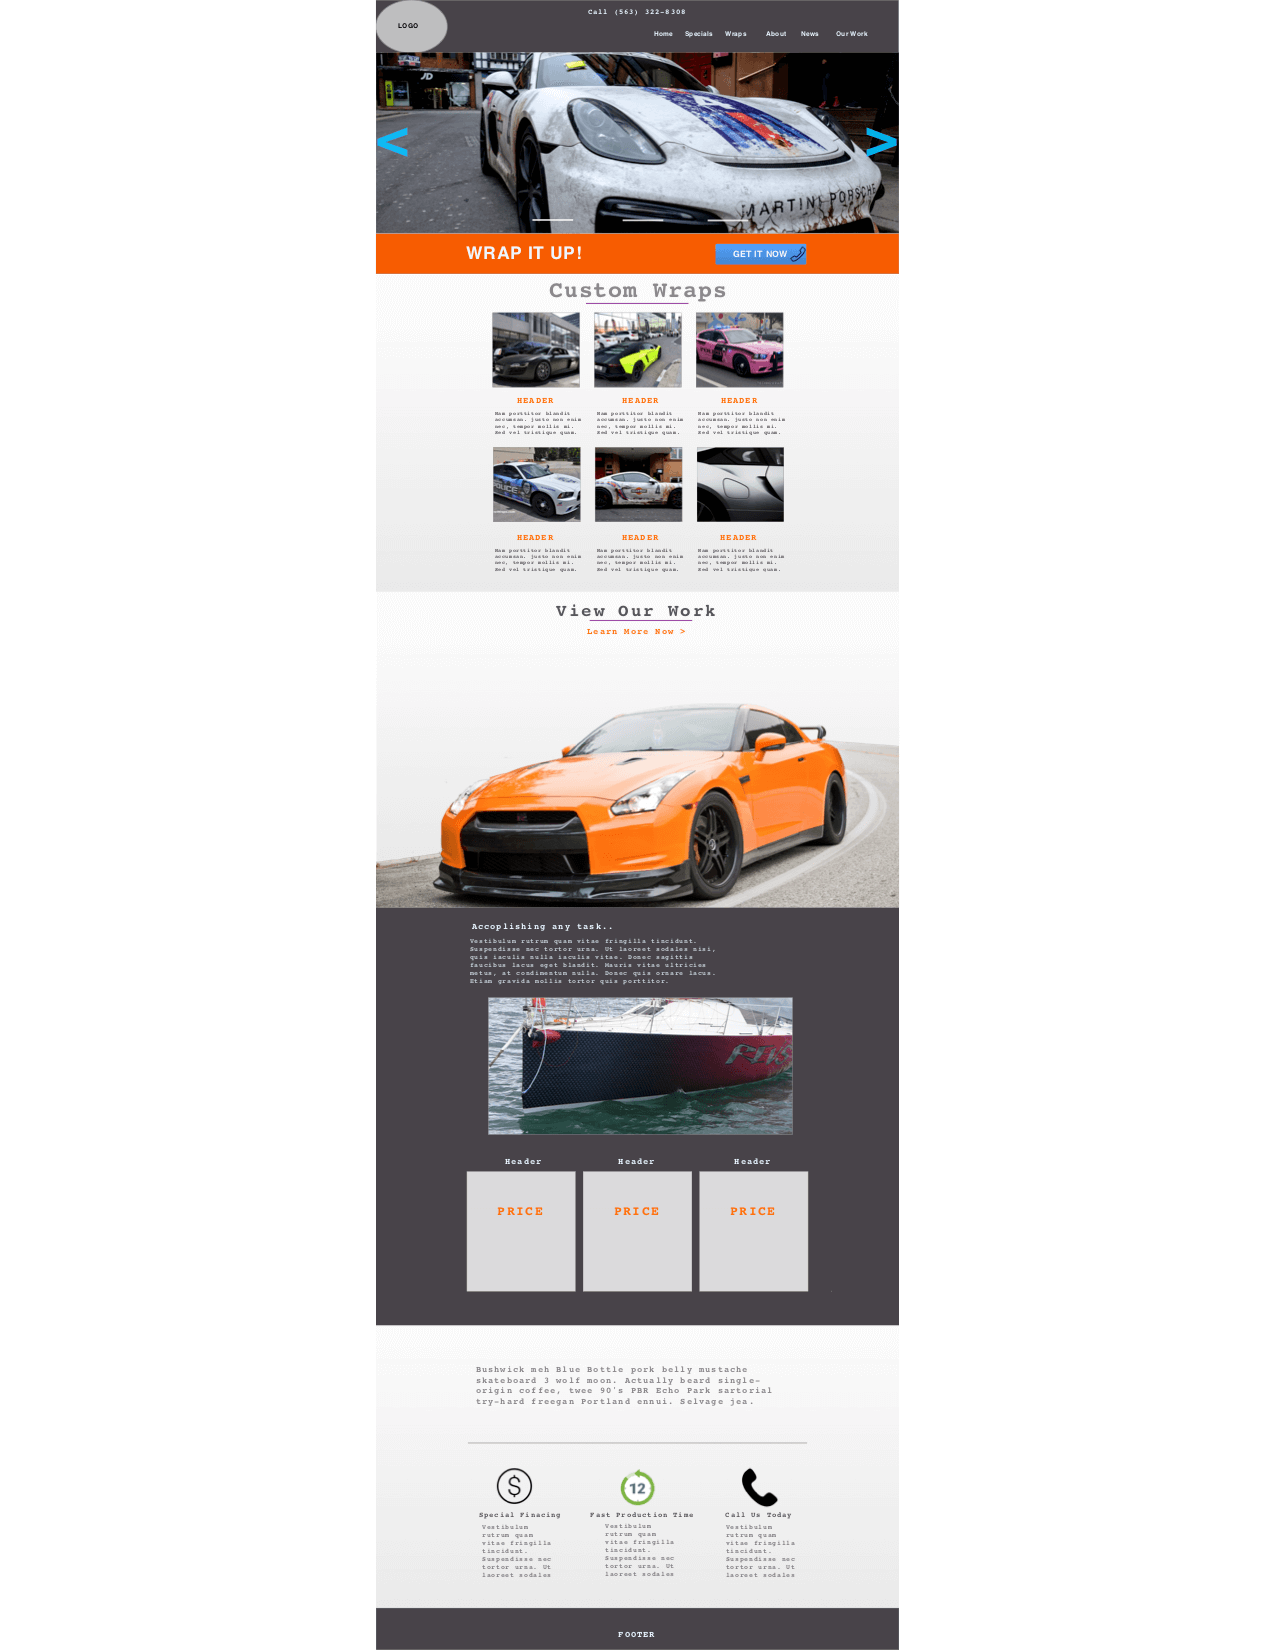 Call (563) 322-8308
LOGO
Home Specials Wraps About News Our Work
JD
< >
MARTINI PORSCHE
WRAP IT UP!
GET IT NOW
Custom Wraps
HEADER HEADER HEADER
Nam porttitor blandit
accumsan. justo non enim
nec, tempor mollis mi.
Sed vel tristique quam.
Nam porttitor blandit
accumsan. justo non enim
nec, tempor mollis mi.
Sed vel tristique quam.
Nam porttitor blandit
accumsan. justo non enim
nec, tempor mollis mi.
Sed vel tristique quam.
POLICE
HEADER HEADER HEADER
Nam porttitor blandit
accumsan. justo non enim
nec, tempor mollis mi.
Sed vel tristique quam.
Nam porttitor blandit
accumsan. justo non enim
nec, tempor mollis mi.
Sed vel tristique quam.
Nam porttitor blandit
accumsan. justo non enim
nec, tempor mollis mi.
Sed vel tristique quam.
View Our Work
Learn More Now >
Accoplishing any task..
Vestibulum rutrum quam vitae fringilla tincidunt.
Suspendisse nec tortor urna. Ut laoreet sodales nisi,
quis iaculis nulla iaculis vitae. Donec sagittis
faucibus lacus eget blandit. Mauris vitae ultricies
metus, at condimentum nulla. Donec quis ornare lacus.
Etiam gravida mollis tortor quis porttitor.
Header Header Header
PRICE PRICE PRICE
Bushwick meh Blue Bottle pork belly mustache
skateboard 3 wolf moon. Actually beard single-
origin coffee, twee 90's PBR Echo Park sartorial
try-hard freegan Portland ennui. Selvage jea.
$
12
Special Finacing
Vestibulum
rutrum quam
vitae fringilla
tincidunt.
Suspendisse nec
tortor urna. Ut
laoreet sodales
Fast Production Time
Vestibulum
rutrum quam
vitae fringilla
tincidunt.
Suspendisse nec
tortor urna. Ut
laoreet sodales
Call Us Today
Vestibulum
rutrum quam
vitae fringilla
tincidunt.
Suspendisse nec
tortor urna. Ut
laoreet sodales
FOOTER